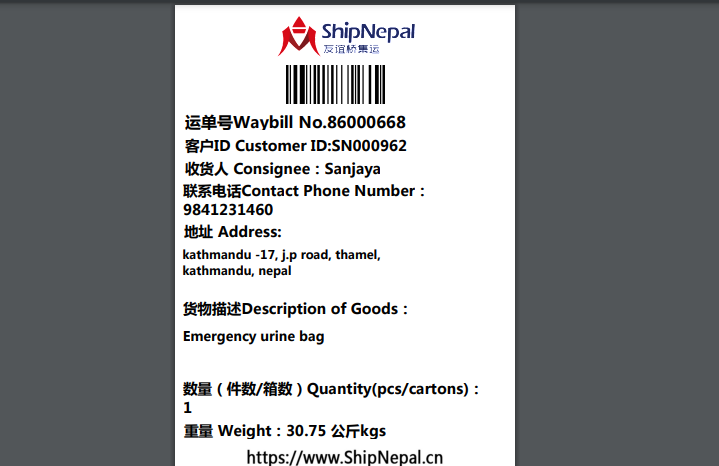 ShipNepal
友谊桥集运
运单号Waybill No.86000668
客户ID Customer ID:SN000962
收货人 Consignee：Sanjaya
联系电话Contact Phone Number：
9841231460
地址 Address:
kathmandu -17, j.p road, thamel,
kathmandu, nepal
货物描述Description of Goods：
Emergency urine bag
数量（件数/箱数）Quantity(pcs/cartons)：
1
重量 Weight：30.75 公斤kgs
https://www.ShipNepal.cn